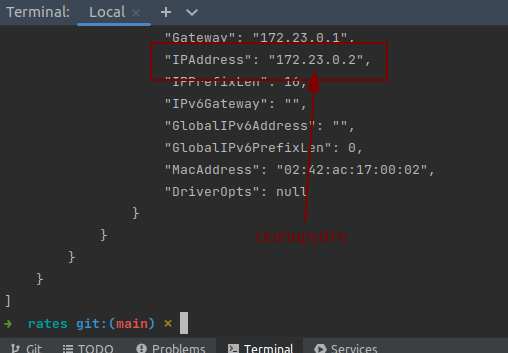 Terminal: Local × + ∨
"Gateway": "172.23.0.1",
"IPAddress": "172.23.0.2",
"IPPrefixLen": 16,
"IPv6Gateway": "",
"GlobalIPv6Address": "",
"GlobalIPv6PrefixLen": 0,
"MacAddress": "02:42:ac:17:00:02",
"DriverOpts": null
}
}
}
}
]
скопируйте
➜ rates git:(main) ×
Git TODO Problems Terminal Services